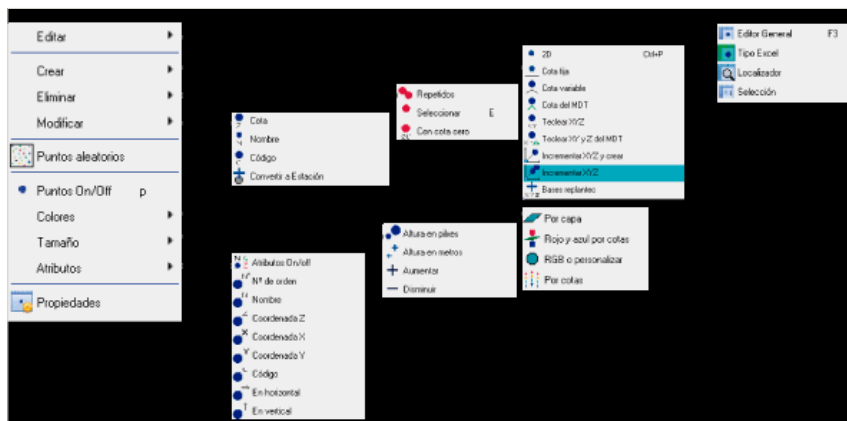 Editar
Crear
Eliminar
Modificar
Puntos aleatorios
Puntos On/Off p
Colores
Tamaño
Atributos
Propiedades
Cota
Nombre
Código
Convertir a Estación
Repetidos
Seleccionar E
Con cota cero
2D Ctrl+P
Cota fija
Cota variable
Cota del MDT
Teclear XYZ
Teclear XY y Z del MDT
Incrementar XYZ y crear
Incrementar XYZ
Bases replanteo
Editor General F3
Tipo Excel
Localizador
Selección
Atributos On/off
Nº de orden
Nombre
Coordenada Z
Coordenada X
Coordenada Y
Código
En horizontal
En vertical
Altura en pixes
Altura en metros
Aumentar
Disminuir
Por capa
Rojo y azul por cotas
RGB o personalizar
Por cotas